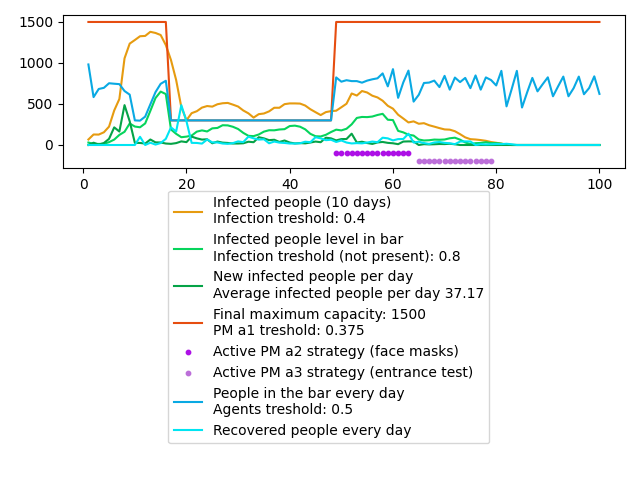 1500
1000
500
0
0
20
40
60
80
100
Infected people (10 days)
Infection treshold: 0.4
Infected people level in bar
Infection treshold (not present): 0.8
New infected people per day
Average infected people per day 37.17
Final maximum capacity: 1500
PM a1 treshold: 0.375
Active PM a2 strategy (face masks)
Active PM a3 strategy (entrance test)
People in the bar every day
Agents treshold: 0.5
Recovered people every day